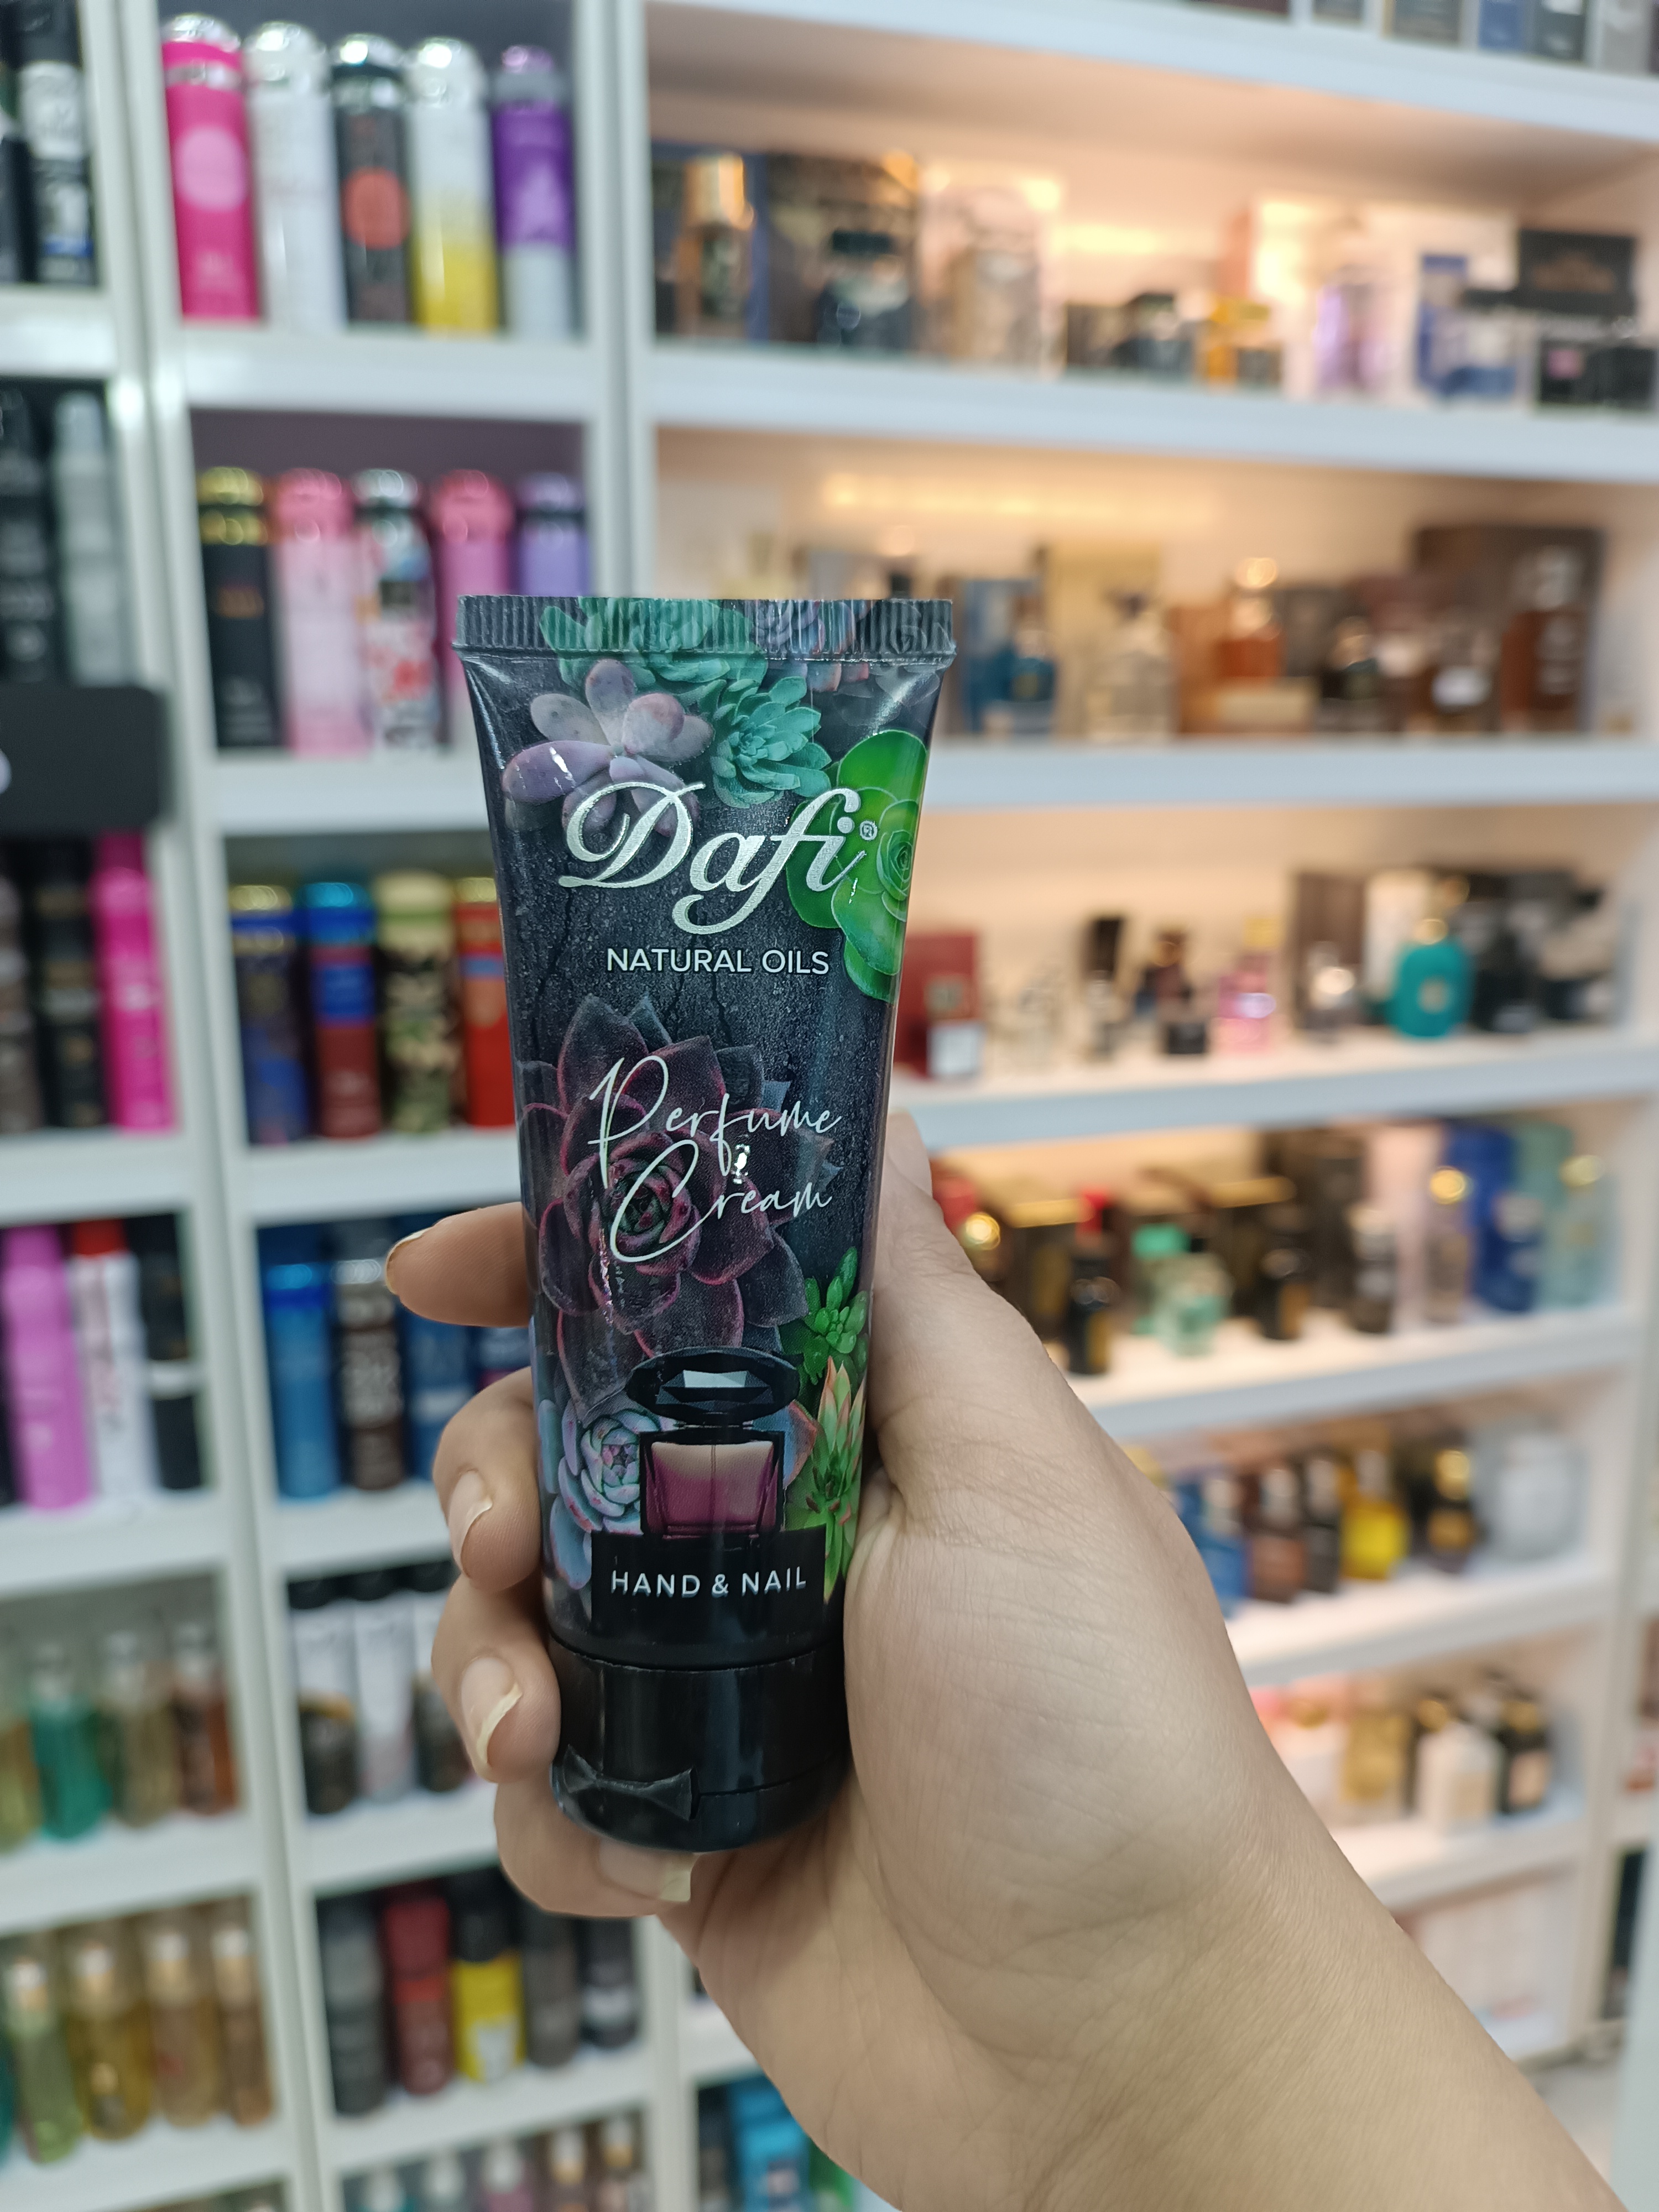 Dafi®
NATURAL OILS
Perfume
Cream
HAND & NAIL